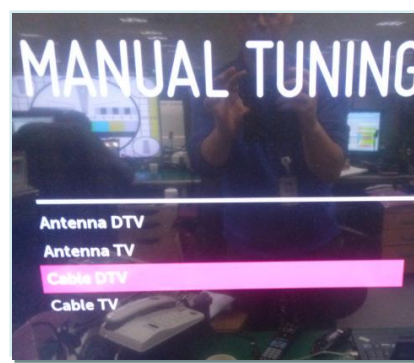 MANUAL TUNING
Antenna DTV
Antenna TV
Cable DTV
Cable TV